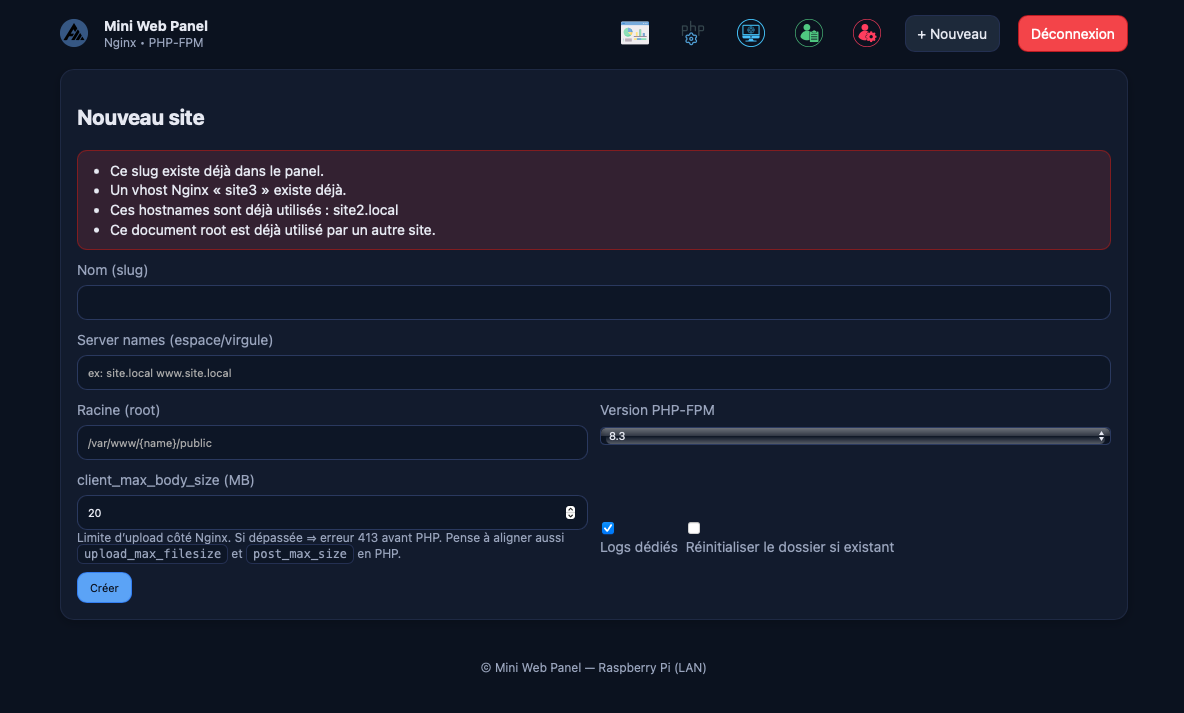 Mini Web Panel
Nginx • PHP-FPM
php
+ Nouveau
Déconnexion
Nouveau site
• Ce slug existe déjà dans le panel.
• Un vhost Nginx « site3 » existe déjà.
• Ces hostnames sont déjà utilisés : site2.local
• Ce document root est déjà utilisé par un autre site.
Nom (slug)
Server names (espace/virgule)
ex: site.local www.site.local
Racine (root)
Version PHP-FPM
/var/www/{name}/public
8.3
client_max_body_size (MB)
20
Limite d’upload côté Nginx. Si dépassée ⇒ erreur 413 avant PHP. Pense à aligner aussi
upload_max_filesize et post_max_size en PHP.
Logs dédiés
Réinitialiser le dossier si existant
Créer
© Mini Web Panel — Raspberry Pi (LAN)